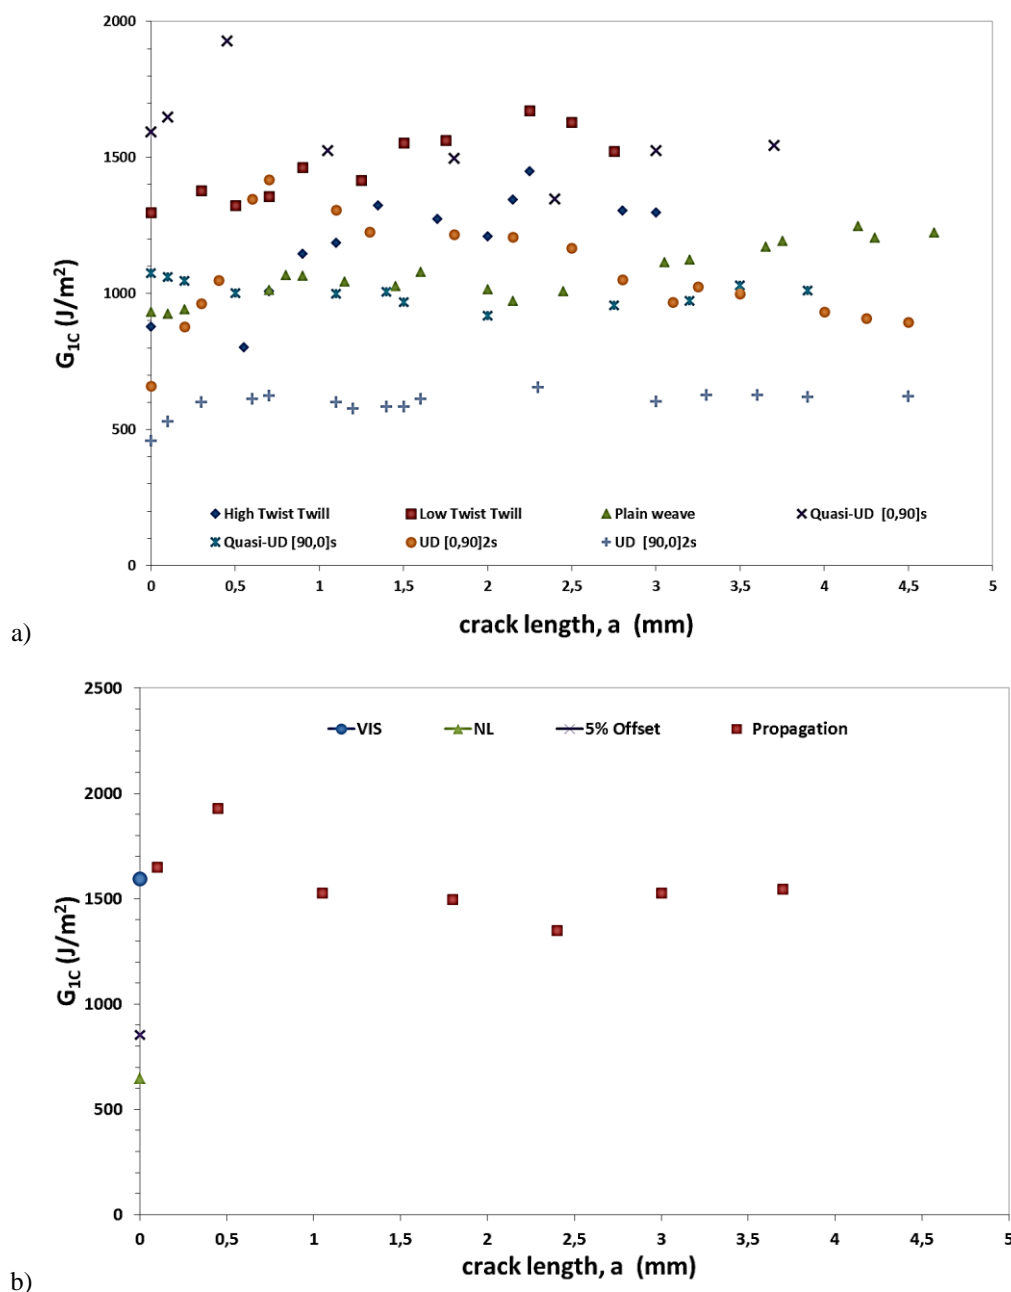 2000
1500
1000
500
0
G1C (J/m²)
High Twist Twill Low Twist Twill Plain weave Quasi-UD [0,90]s
Quasi-UD [90,0]s UD [0,90]2s UD [90,0]2s
0 0,5 1 1,5 2 2,5 3 3,5 4 4,5 5
crack length, a (mm)
a)
2500
VIS NL 5% Offset Propagation
2000
1500
1000
500
0
G1C (J/m²)
0 0,5 1 1,5 2 2,5 3 3,5 4 4,5 5
crack length, a (mm)
b)